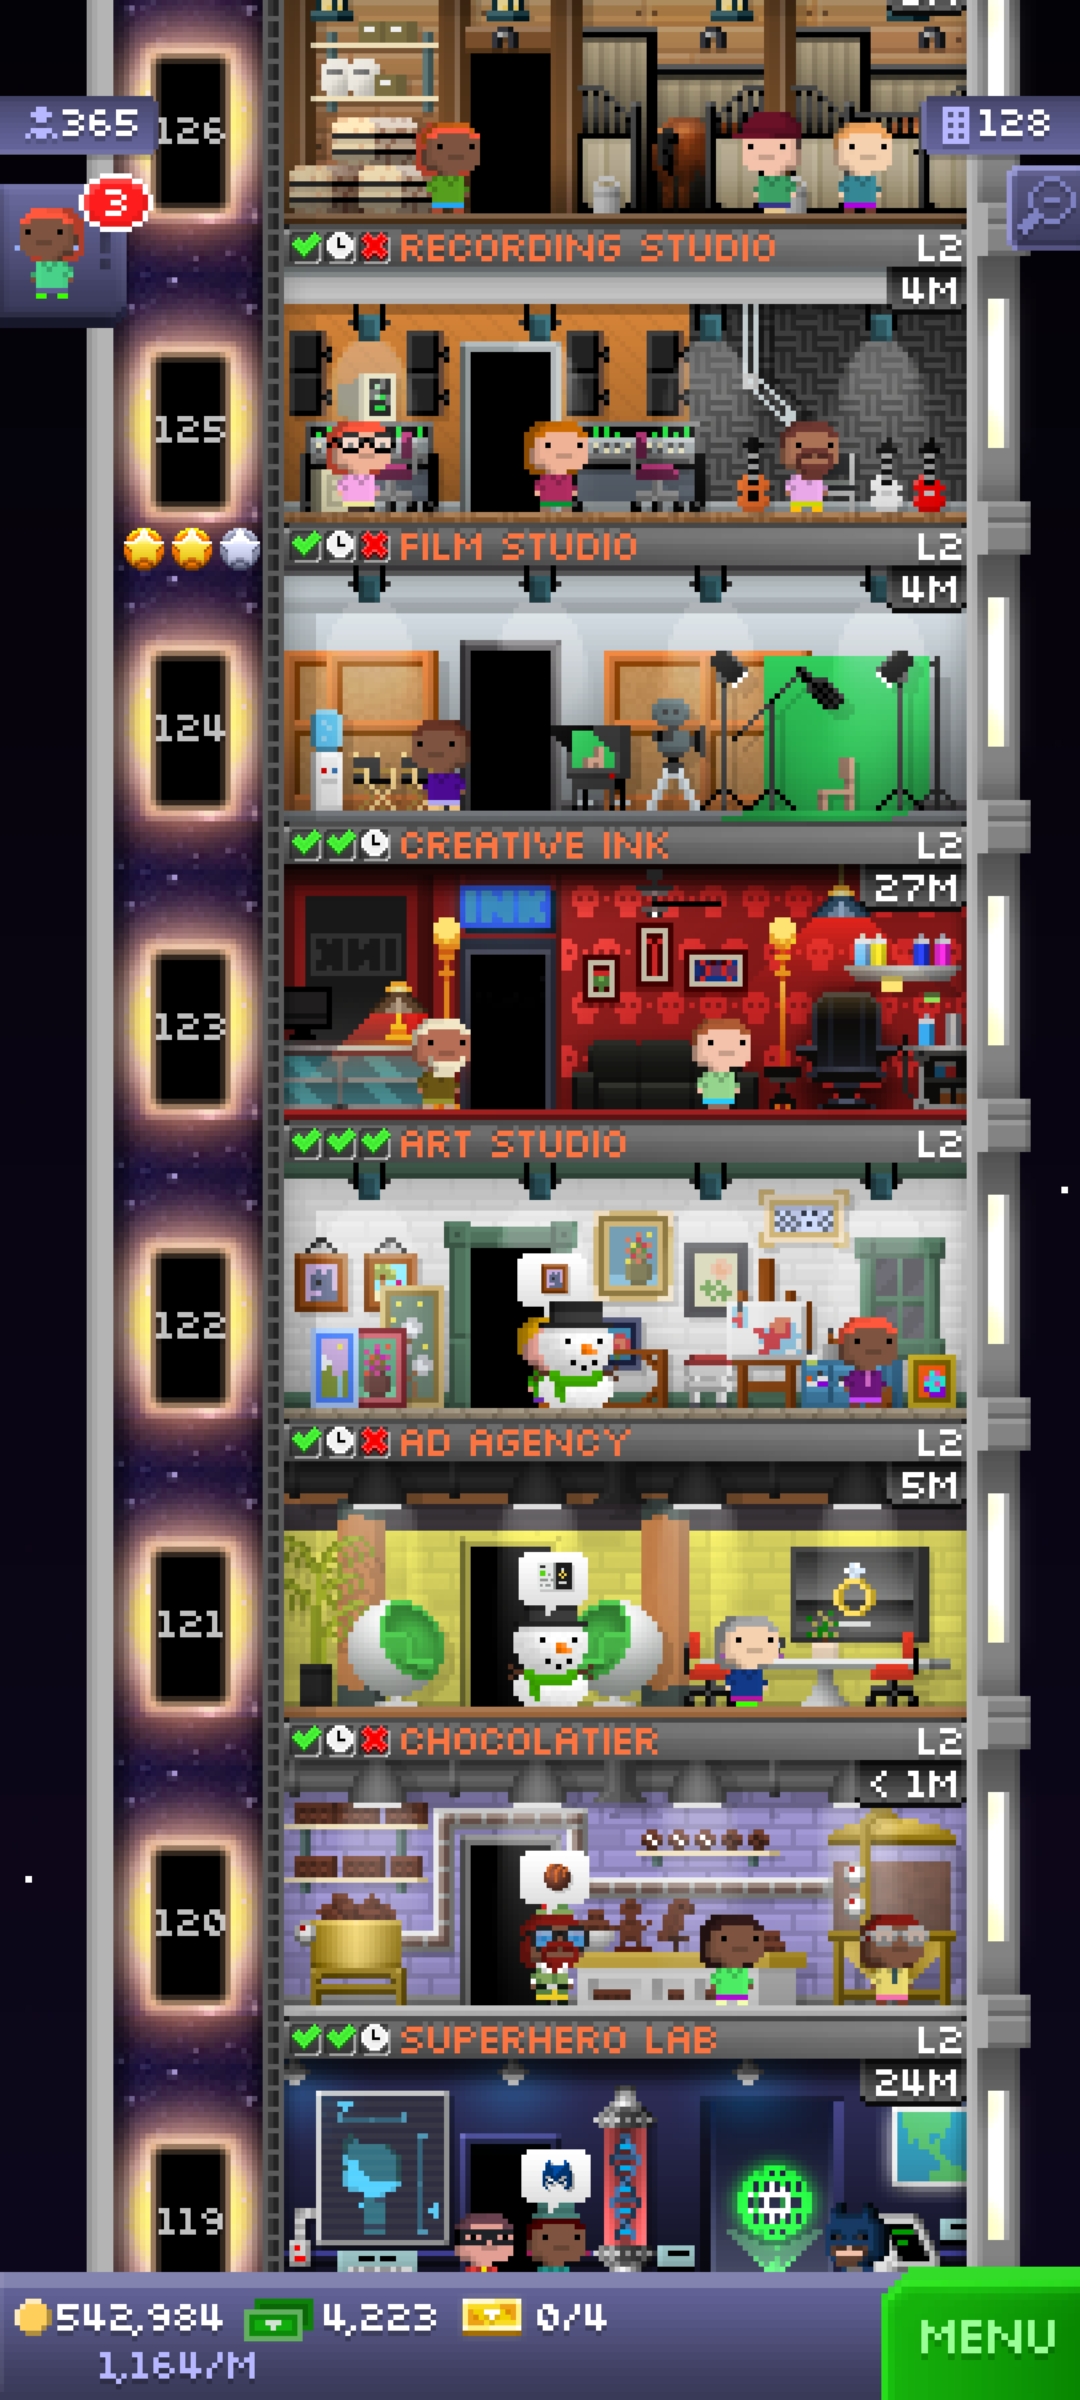 126
365
128
3
RECORDING STUDIO L2
4M
125
FILM STUDIO L2
4M
124
CREATIVE INK L2
27M
INK
123
ART STUDIO L2
122
AD AGENCY L2
5M
121
CHOCOLATIER L2
< 1M
120
SUPERHERO LAB L2
24M
119
542,984 4,223 0/4
1,164/M
MENU